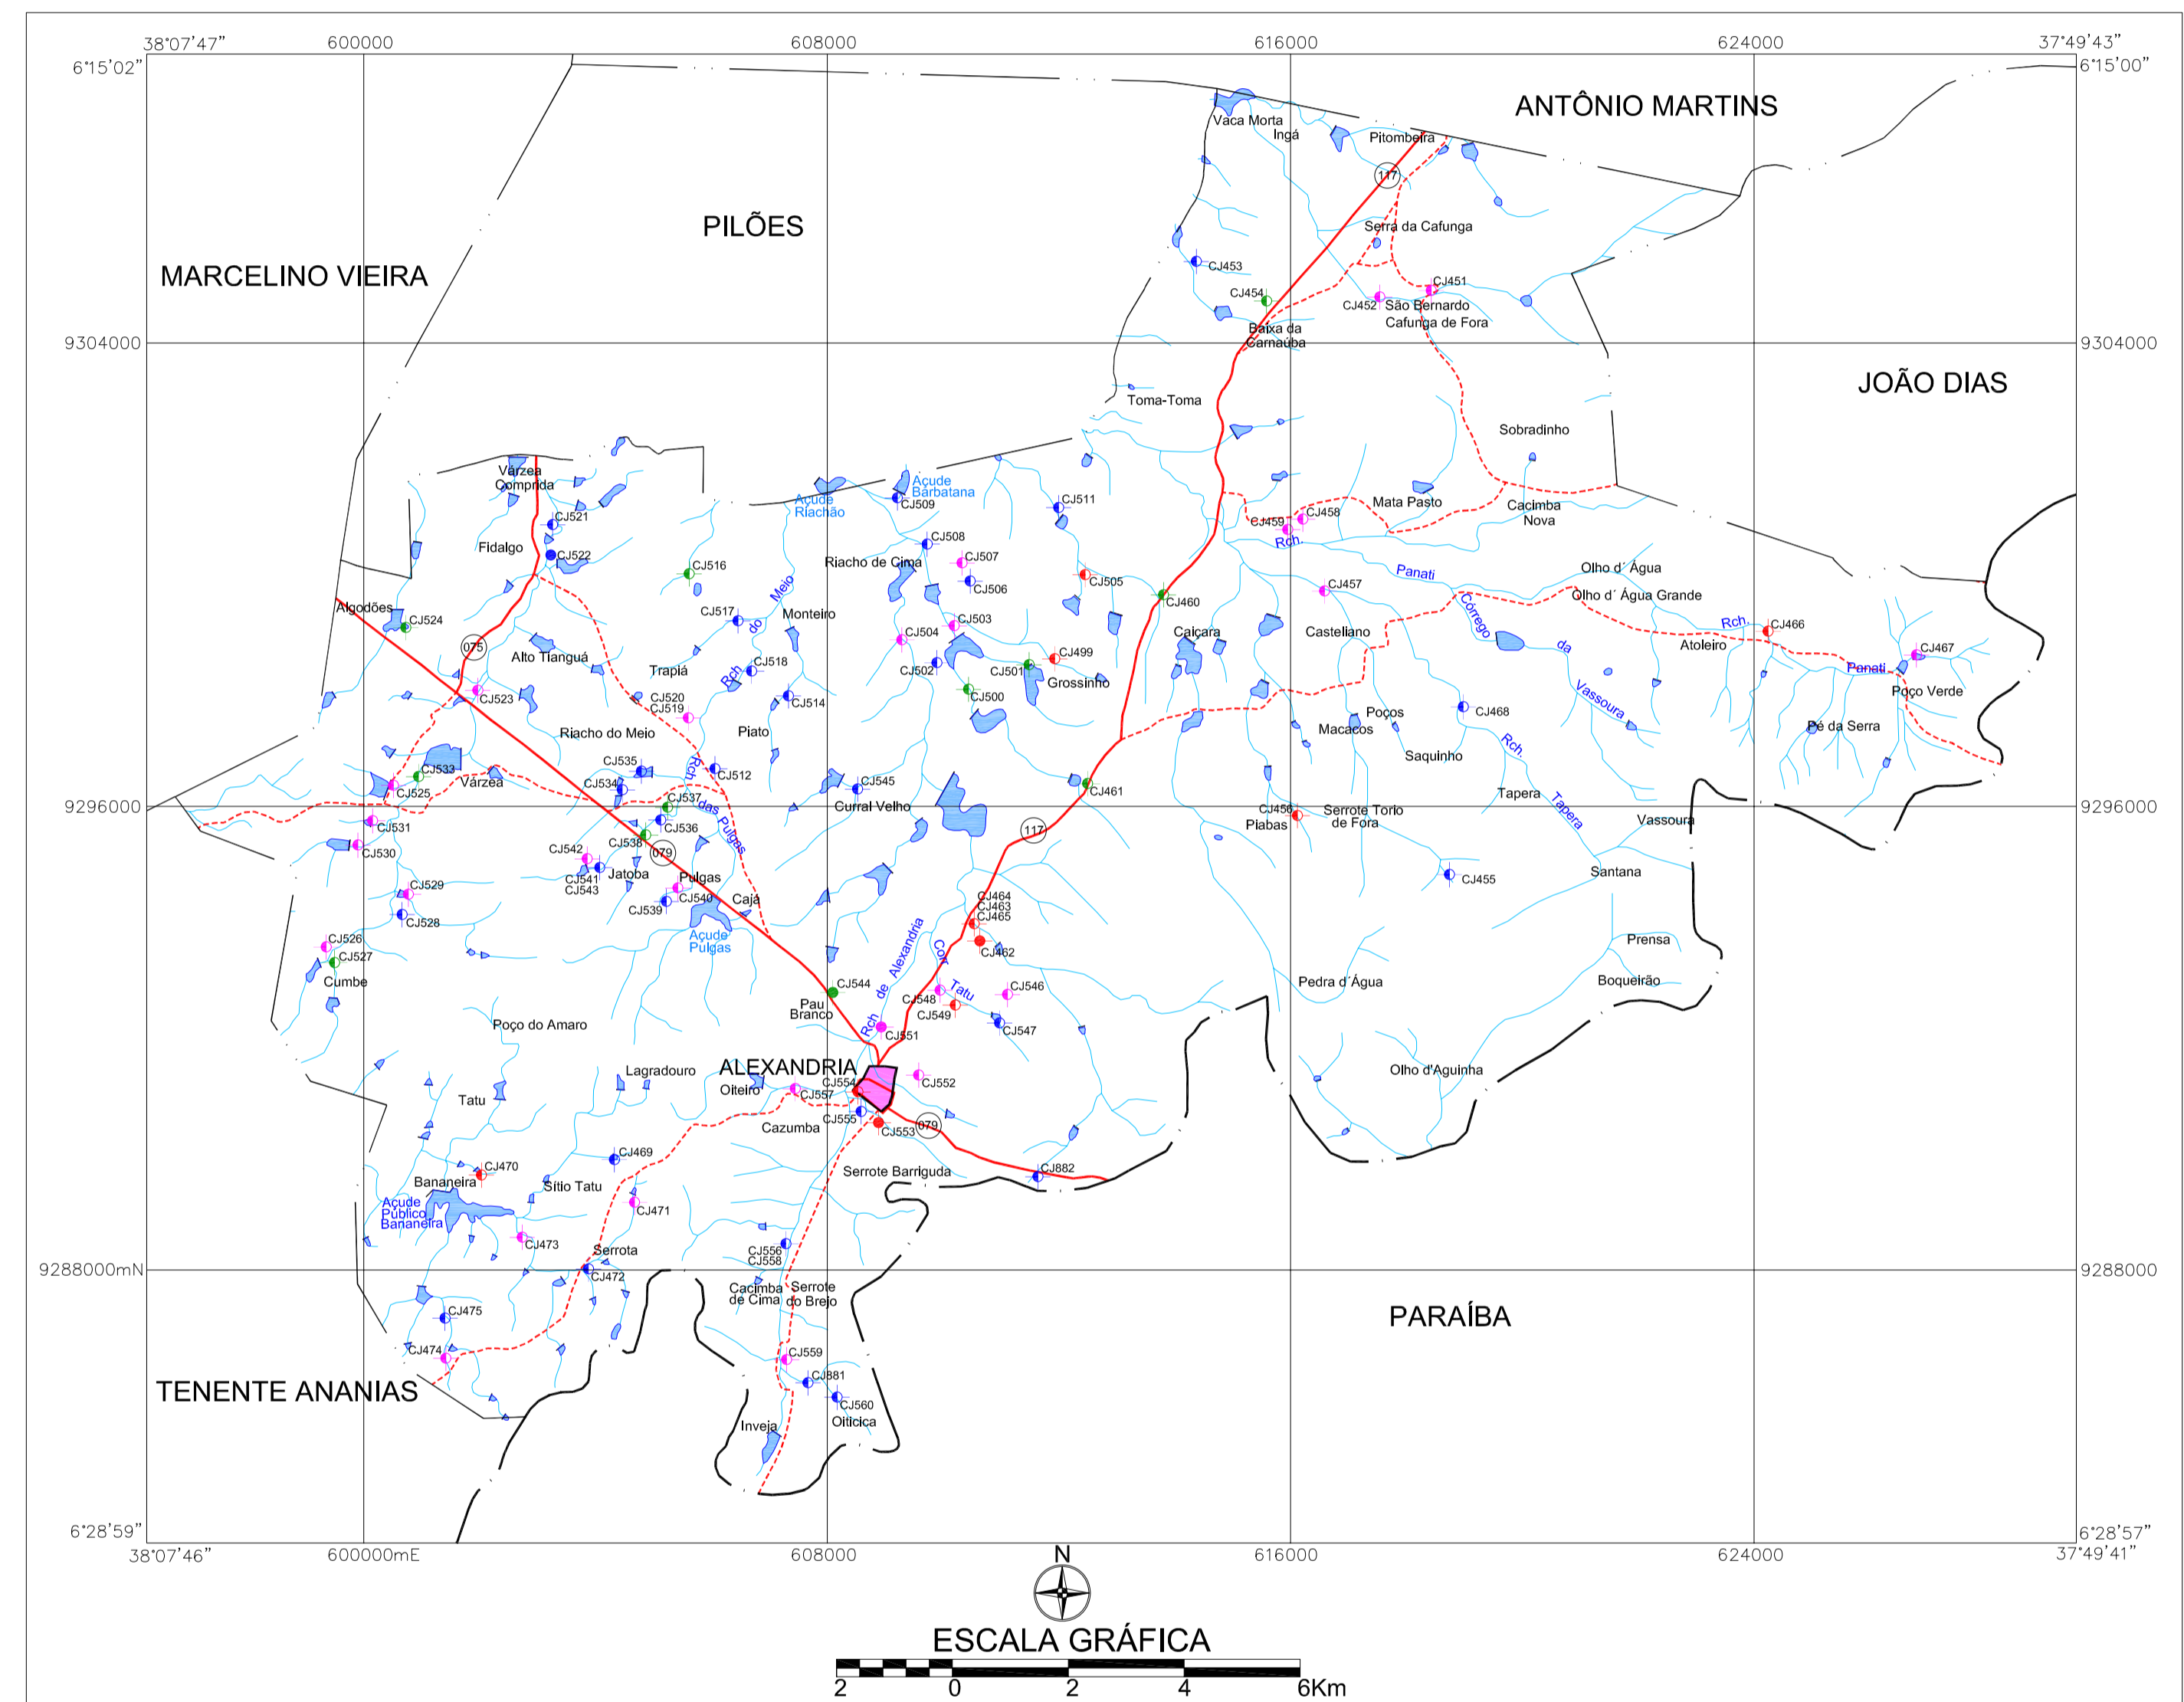 38°07'47"
600000
608000
616000
624000
37°49'43"
6°15'02"
6°15'00"
ANTÔNIO MARTINS
Vaca Morta
Ingá
Pitombeira
117
PILÕES
Serra da Cafunga
MARCELINO VIEIRA
CJ453
CJ451
CJ454
CJ452
São Bernardo
Cafunga de Fora
Baixa da
Carnaúba
9304000
9304000
JOÃO DIAS
Toma-Toma
Sobradinho
Várzea
Comprida
Açude
Barbatana
Açude
Riachão
CJ509
CJ511
Mata Pasto
Cacimba
Nova
CJ521
CJ458
CJ459
Rch.
CJ508
Fidalgo
CJ522
Riacho de Cima
CJ507
CJ506
CJ505
CJ516
Panati
Olho d´ Água
CJ457
Olho d´ Água Grande
CJ460
Algodões
CJ524
CJ517
Rch
do
Meio
Monteiro
CJ503
CJ504
Caiçara
Casteliano
Córrego
da
Vassoura
Rch.
CJ466
Atoleiro
075
Alto Tianguá
Trapiá
CJ518
CJ502
CJ501
CJ499
Grossinho
CJ467
Panati
Poço Verde
CJ523
CJ520
CJ519
CJ514
CJ500
Poços
CJ468
Macacos
Pé da Serra
Riacho do Meio
Piato
Saquinho
Rch.
Tapera
CJ535
Rch
das
Pulgas
CJ512
CJ533
Várzea
CJ534
CJ545
CJ525
CJ461
Tapera
9296000
9296000
CJ537
Curral Velho
CJ456
Piabas
Serrote Torto
de Fora
Vassoura
CJ531
CJ536
117
CJ538
079
CJ530
CJ542
Jatoba
CJ541
CJ543
Pulgas
CJ455
Santana
CJ529
CJ540
CJ539
Cajá
CJ528
CJ464
CJ463
CJ465
Açude
Pulgas
CJ462
CJ526
CJ527
Cumbe
Rch
de
Alexandria
Corr.
Tatu
Prensa
Boqueirão
Pedra d´Água
CJ544
CJ546
CJ548
CJ549
Pau
Branco
CJ547
Poço do Amaro
CJ551
ALEXANDRIA
Lagradouro
CJ554
CJ552
Olho d'Aguinha
Oiteiro
CJ557
Tatu
CJ555
CJ553
079
Cazumba
CJ469
CJ470
Bananeira
Sítio Tatu
Serrote Barriguda
CJ882
Açude
Público
Bananeira
CJ471
CJ473
Serrota
CJ556
CJ558
9288000mN
9288000
CJ472
Cacimba
de Cima
Serrote
do Brejo
CJ475
PARAÍBA
CJ474
CJ559
CJ881
TENENTE ANANIAS
CJ560
Inveja
Oiticica
6°28'59"
6°28'57"
38°07'46"
600000mE
608000
616000
624000
37°49'41"
N
ESCALA GRÁFICA
2
0
2
4
6Km